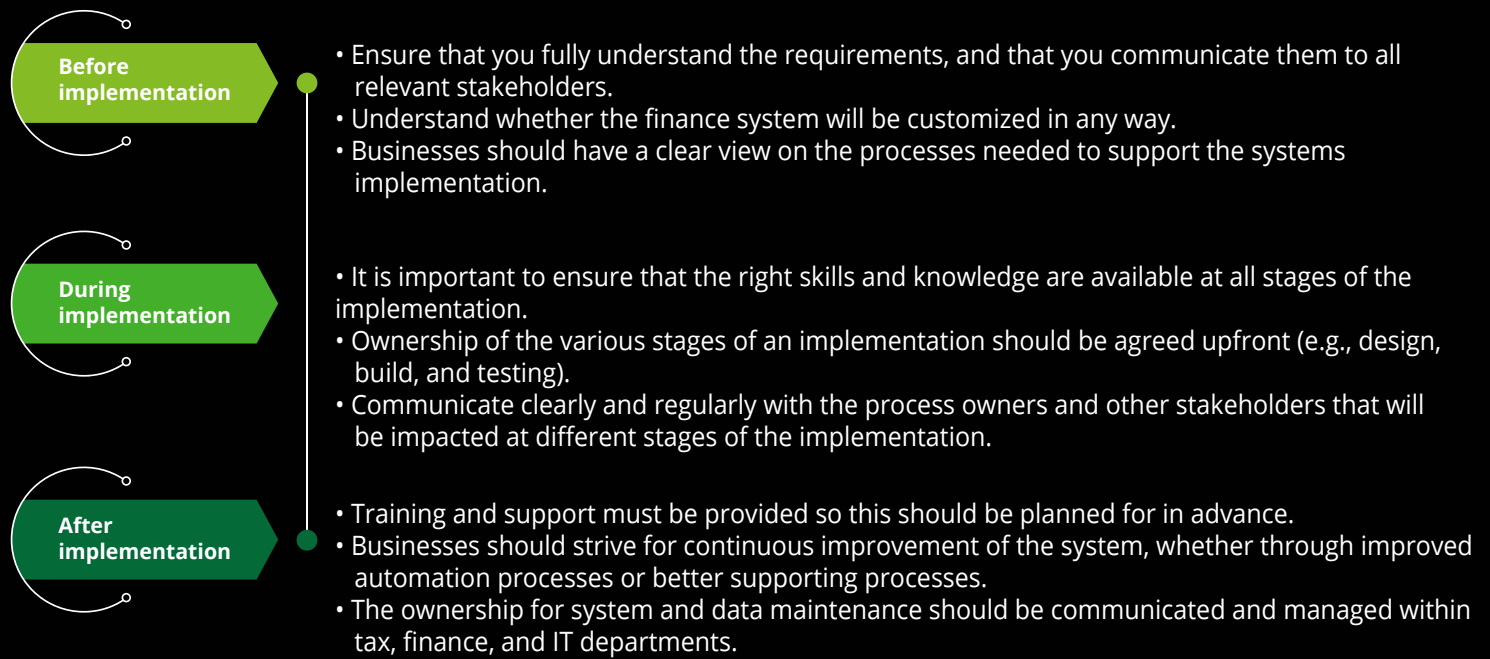 Before
implementation
• Ensure that you fully understand the requirements, and that you communicate them to all
relevant stakeholders.
• Understand whether the finance system will be customized in any way.
• Businesses should have a clear view on the processes needed to support the systems
implementation.
During
implementation
• It is important to ensure that the right skills and knowledge are available at all stages of the
implementation.
• Ownership of the various stages of an implementation should be agreed upfront (e.g., design,
build, and testing).
• Communicate clearly and regularly with the process owners and other stakeholders that will
be impacted at different stages of the implementation.
After
implementation
• Training and support must be provided so this should be planned for in advance.
• Businesses should strive for continuous improvement of the system, whether through improved
automation processes or better supporting processes.
• The ownership for system and data maintenance should be communicated and managed within
tax, finance, and IT departments.